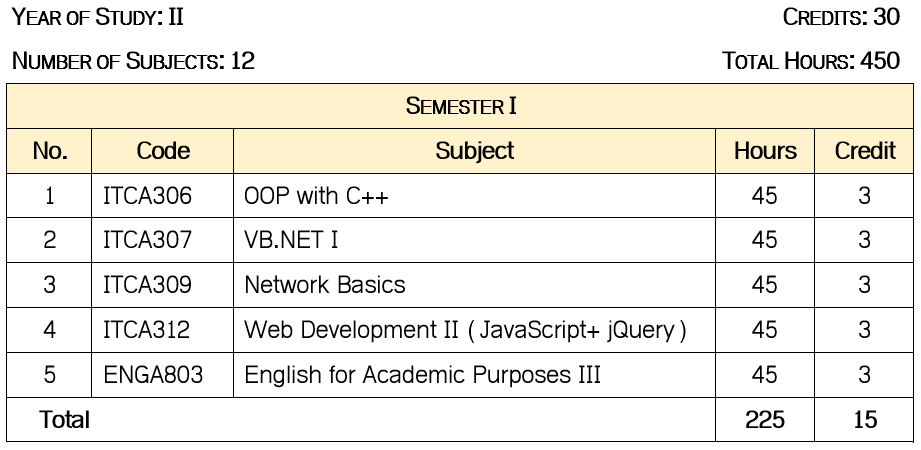 YEAR OF STUDY: II CREDITS: 30
NUMBER OF SUBJECTS: 12 TOTAL HOURS: 450
SEMESTER I
No. Code Subject Hours Credit
1 ITCA306 OOP with C++ 45 3
2 ITCA307 VB.NET I 45 3
3 ITCA309 Network Basics 45 3
4 ITCA312 Web Development II ( JavaScript+ jQuery ) 45 3
5 ENGA803 English for Academic Purposes III 45 3
Total 225 15